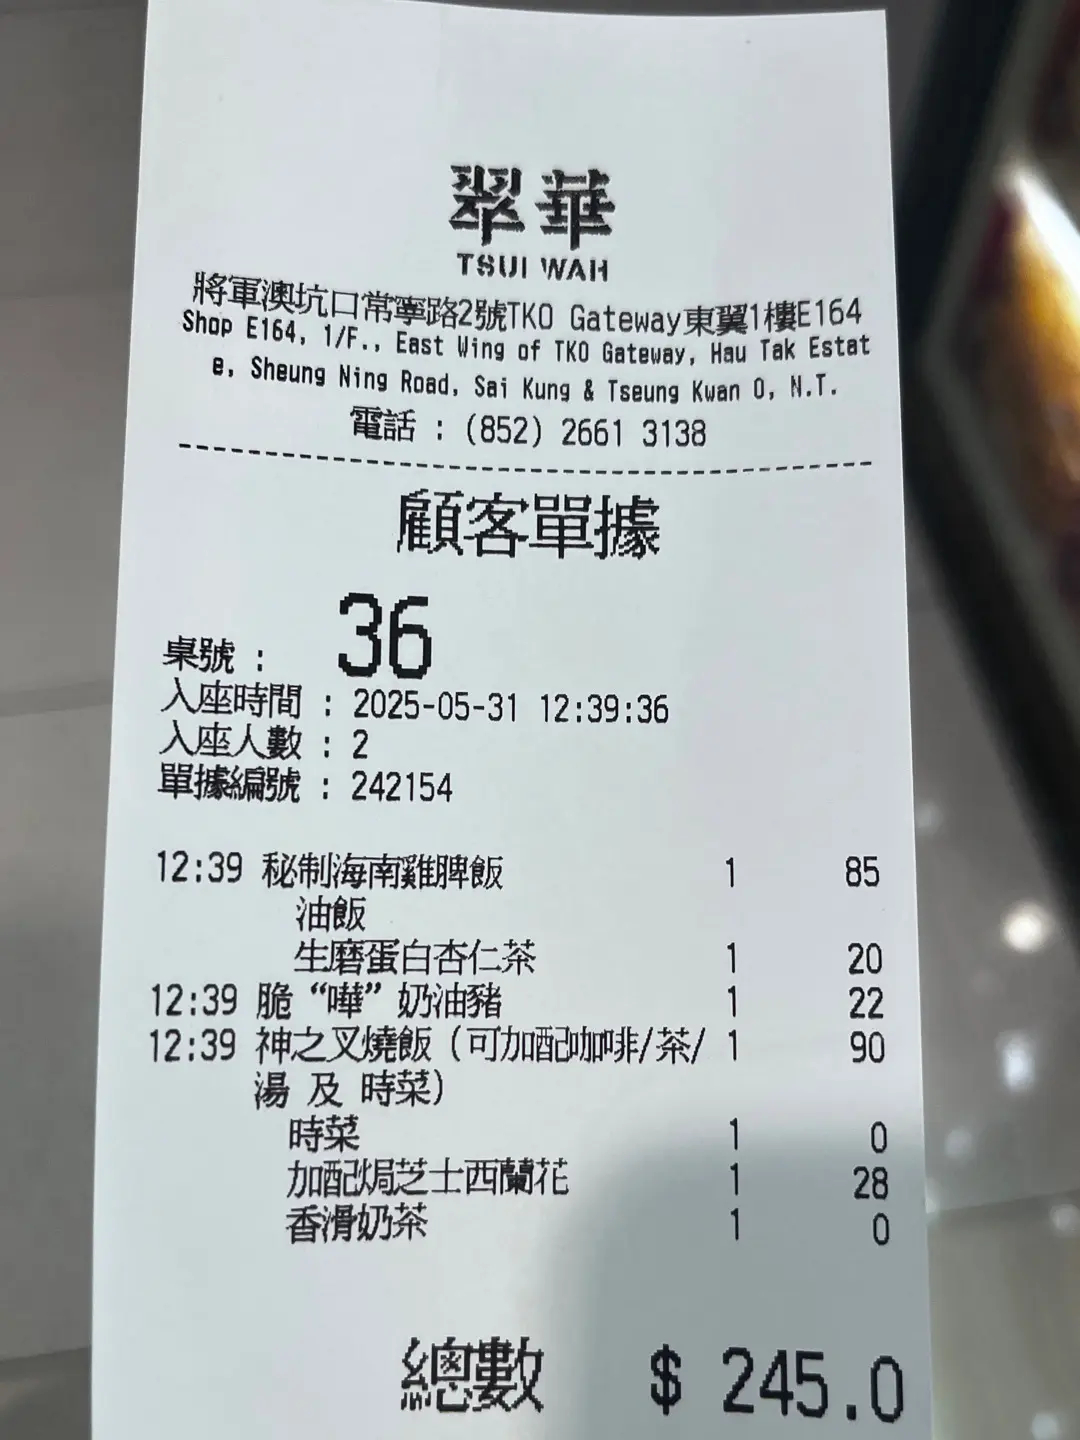 翠華
TSUI WAH
將軍澳坑口常寧路2號TKO Gateway東翼1樓E164
Shop E164, 1/F., East Wing of TKO Gateway, Hau Tak Estat
e, Sheung Ning Road, Sai Kung & Tseung Kwan O, N.T.
電話 : (852) 2661 3138
顧客單據
桌號 : 36
入座時間 : 2025-05-31 12:39:36
入座人數 : 2
單據編號 : 242154
12:39 秘制海南雞脾飯 1 85
油飯
生磨蛋白杏仁茶 1 20
12:39 脆“嘩”奶油豬 1 22
12:39 神之叉燒飯 (可加配咖啡/茶/ 1 90
湯 及 時菜)
時菜 1 0
加配焗芝士西蘭花 1 28
香滑奶茶 1 0
總數 $ 245.0